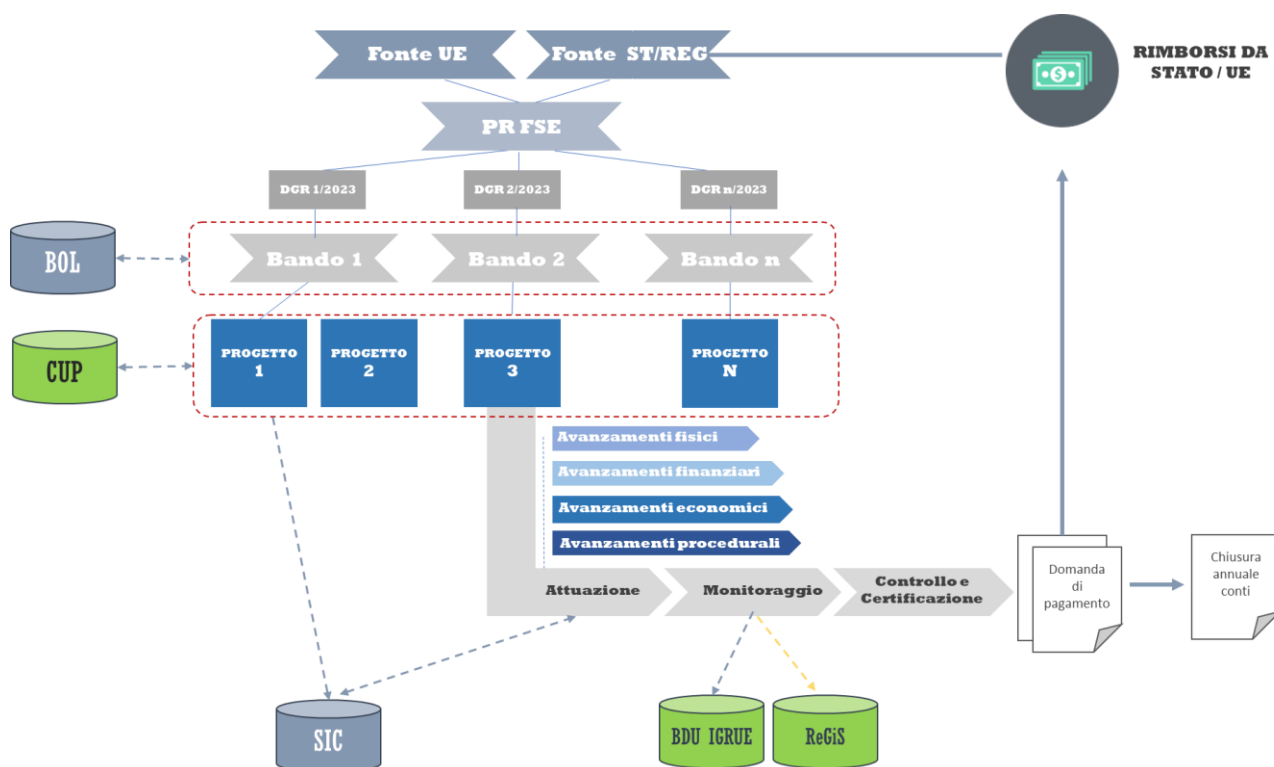 Fonte UE
Fonte ST/REG
RIMBORSI DA
STATO / UE
PR FSE
DGR 1/2023
DGR 2/2023
DGR n/2023
BOL
Bando 1
Bando 2
Bando n
CUP
PROGETTO
1
PROGETTO
2
PROGETTO
3
PROGETTO
N
Avanzamenti fisici
Avanzamenti finanziari
Avanzamenti economici
Avanzamenti procedurali
Attuazione
Monitoraggio
Controllo e
Certificazione
Domanda
di
pagamento
Chiusura
annuale
conti
SIC
BDU IGRUE
ReGiS